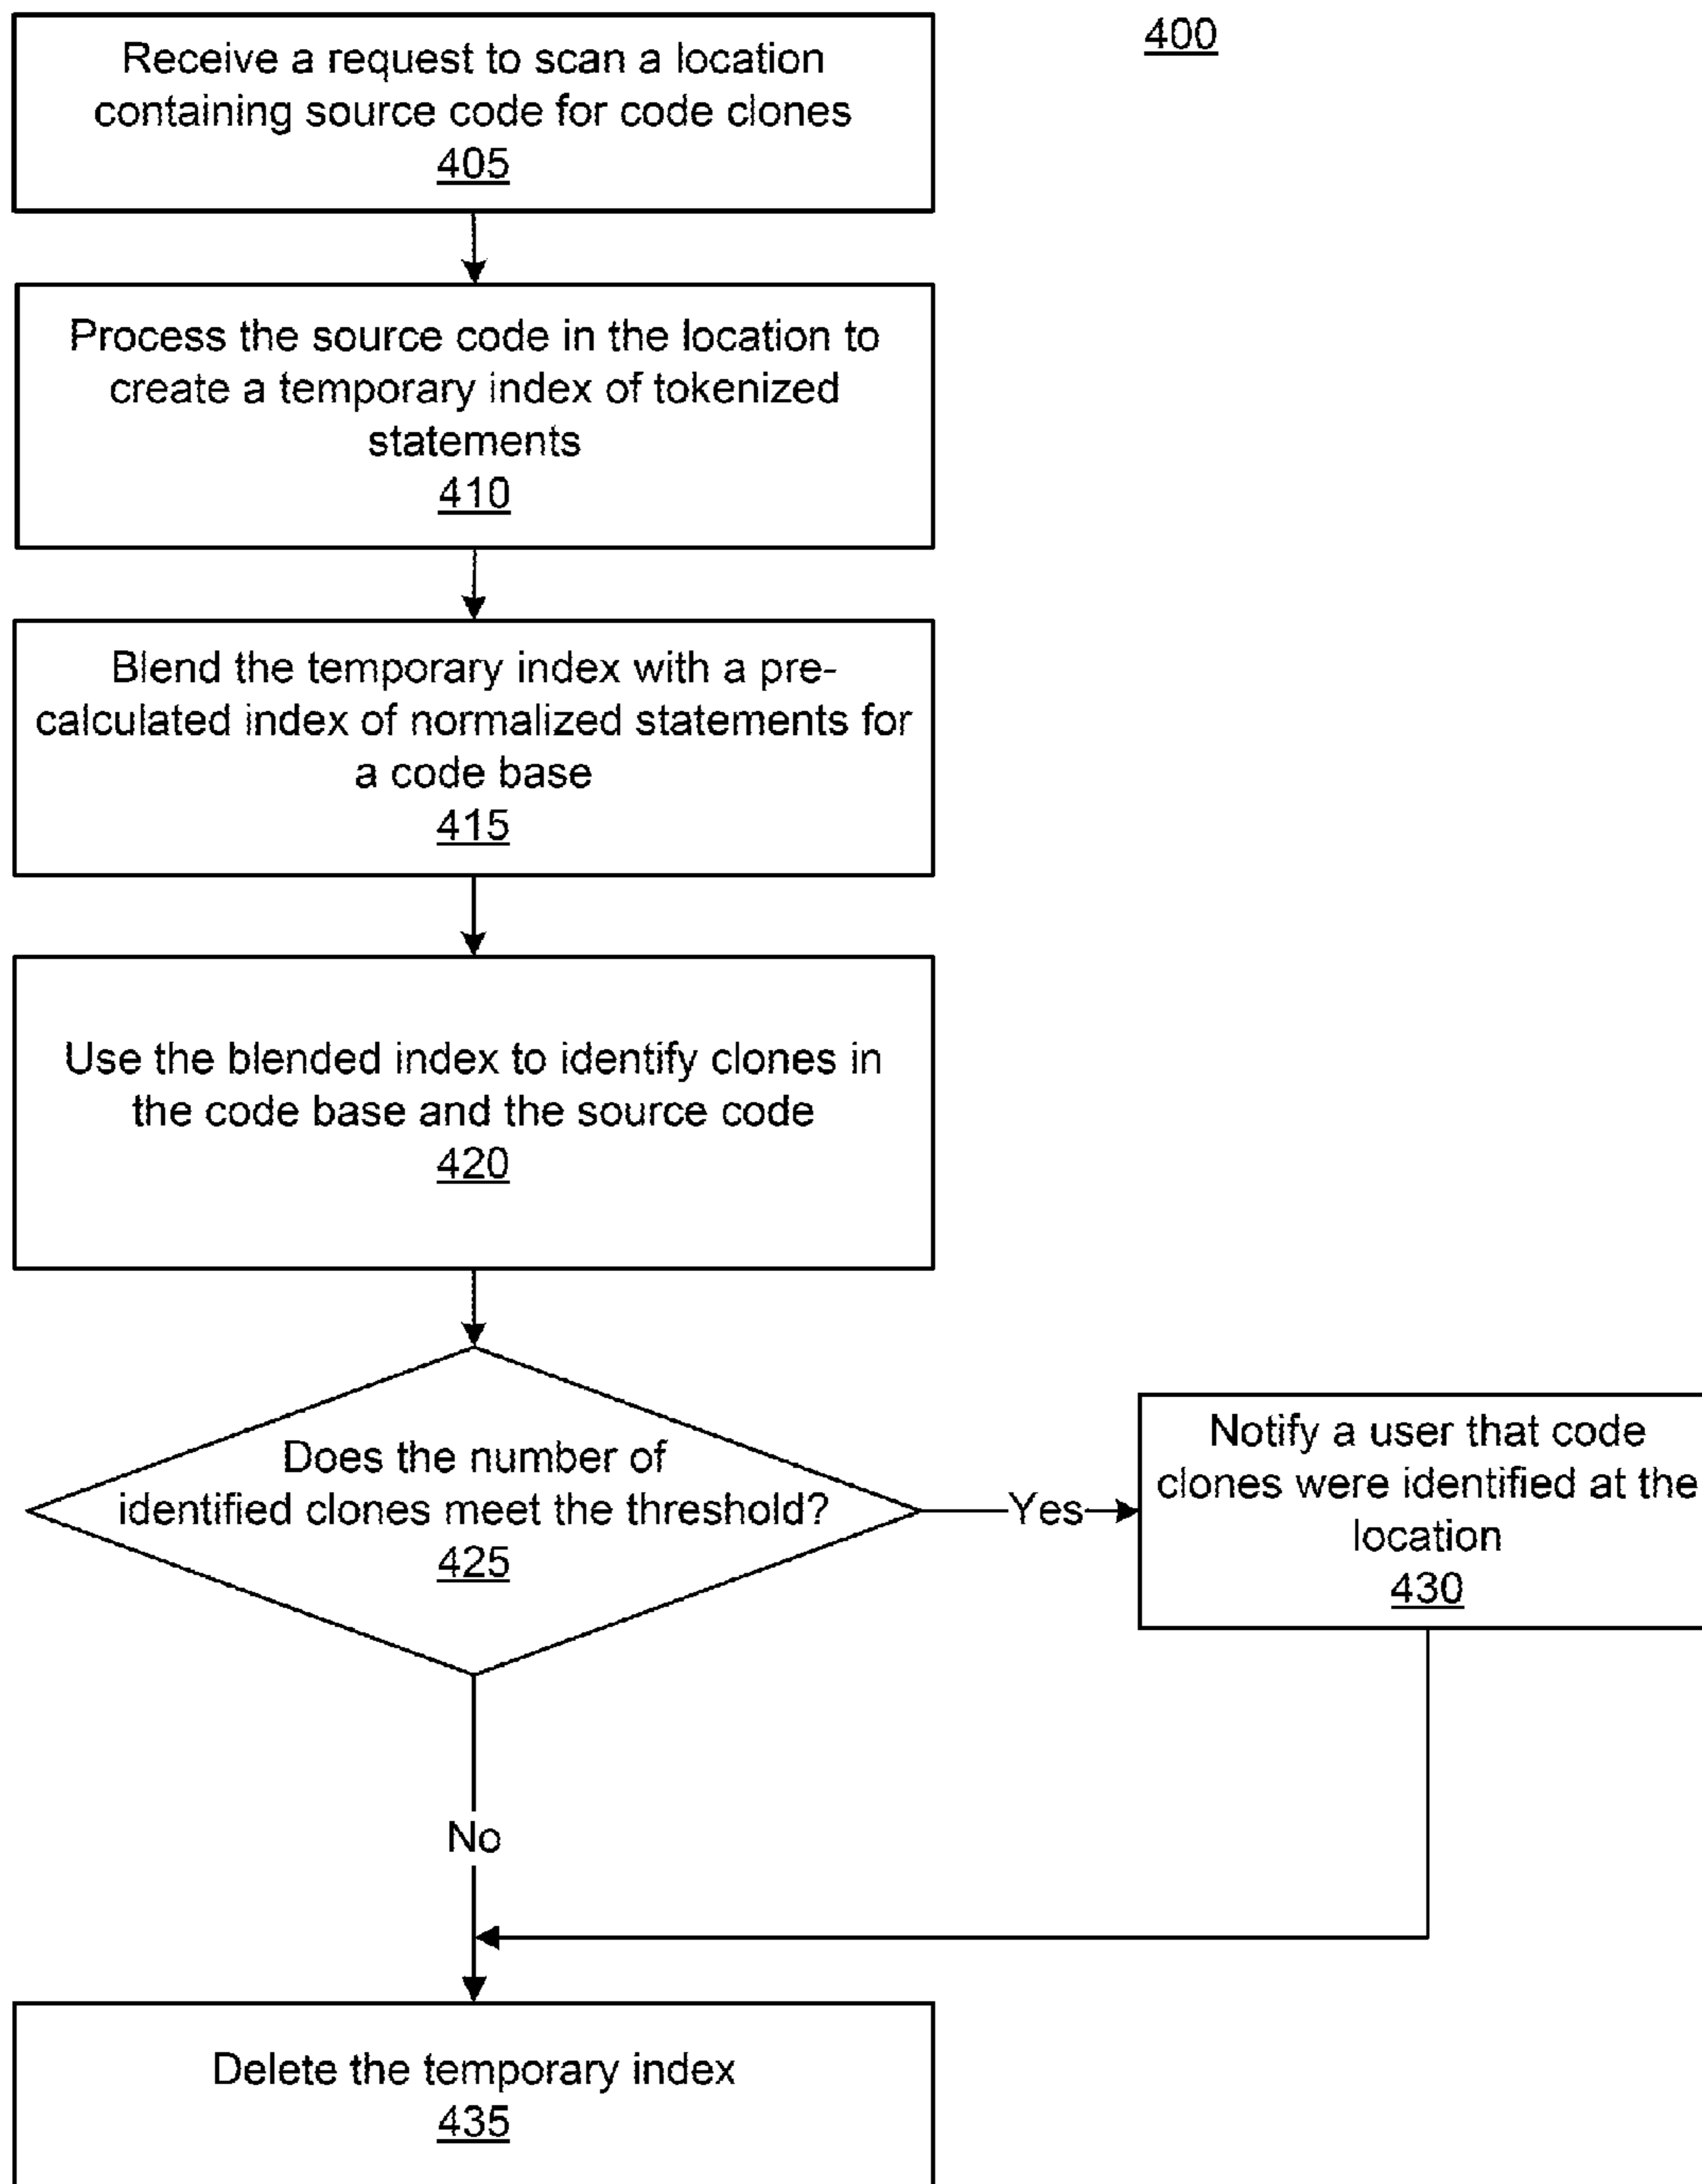 400
Receive a request to scan a location
containing source code for code clones
405
Process the source code in the location to
create a temporary index of tokenized
statements
410
Blend the temporary index with a pre-
calculated index of normalized statements for
a code base
415
Use the blended index to identify clones in
the code base and the source code
420
Does the number of
identified clones meet the threshold?
425
Yes
Notify a user that code
clones were identified at the
location
430
No
Delete the temporary index
435